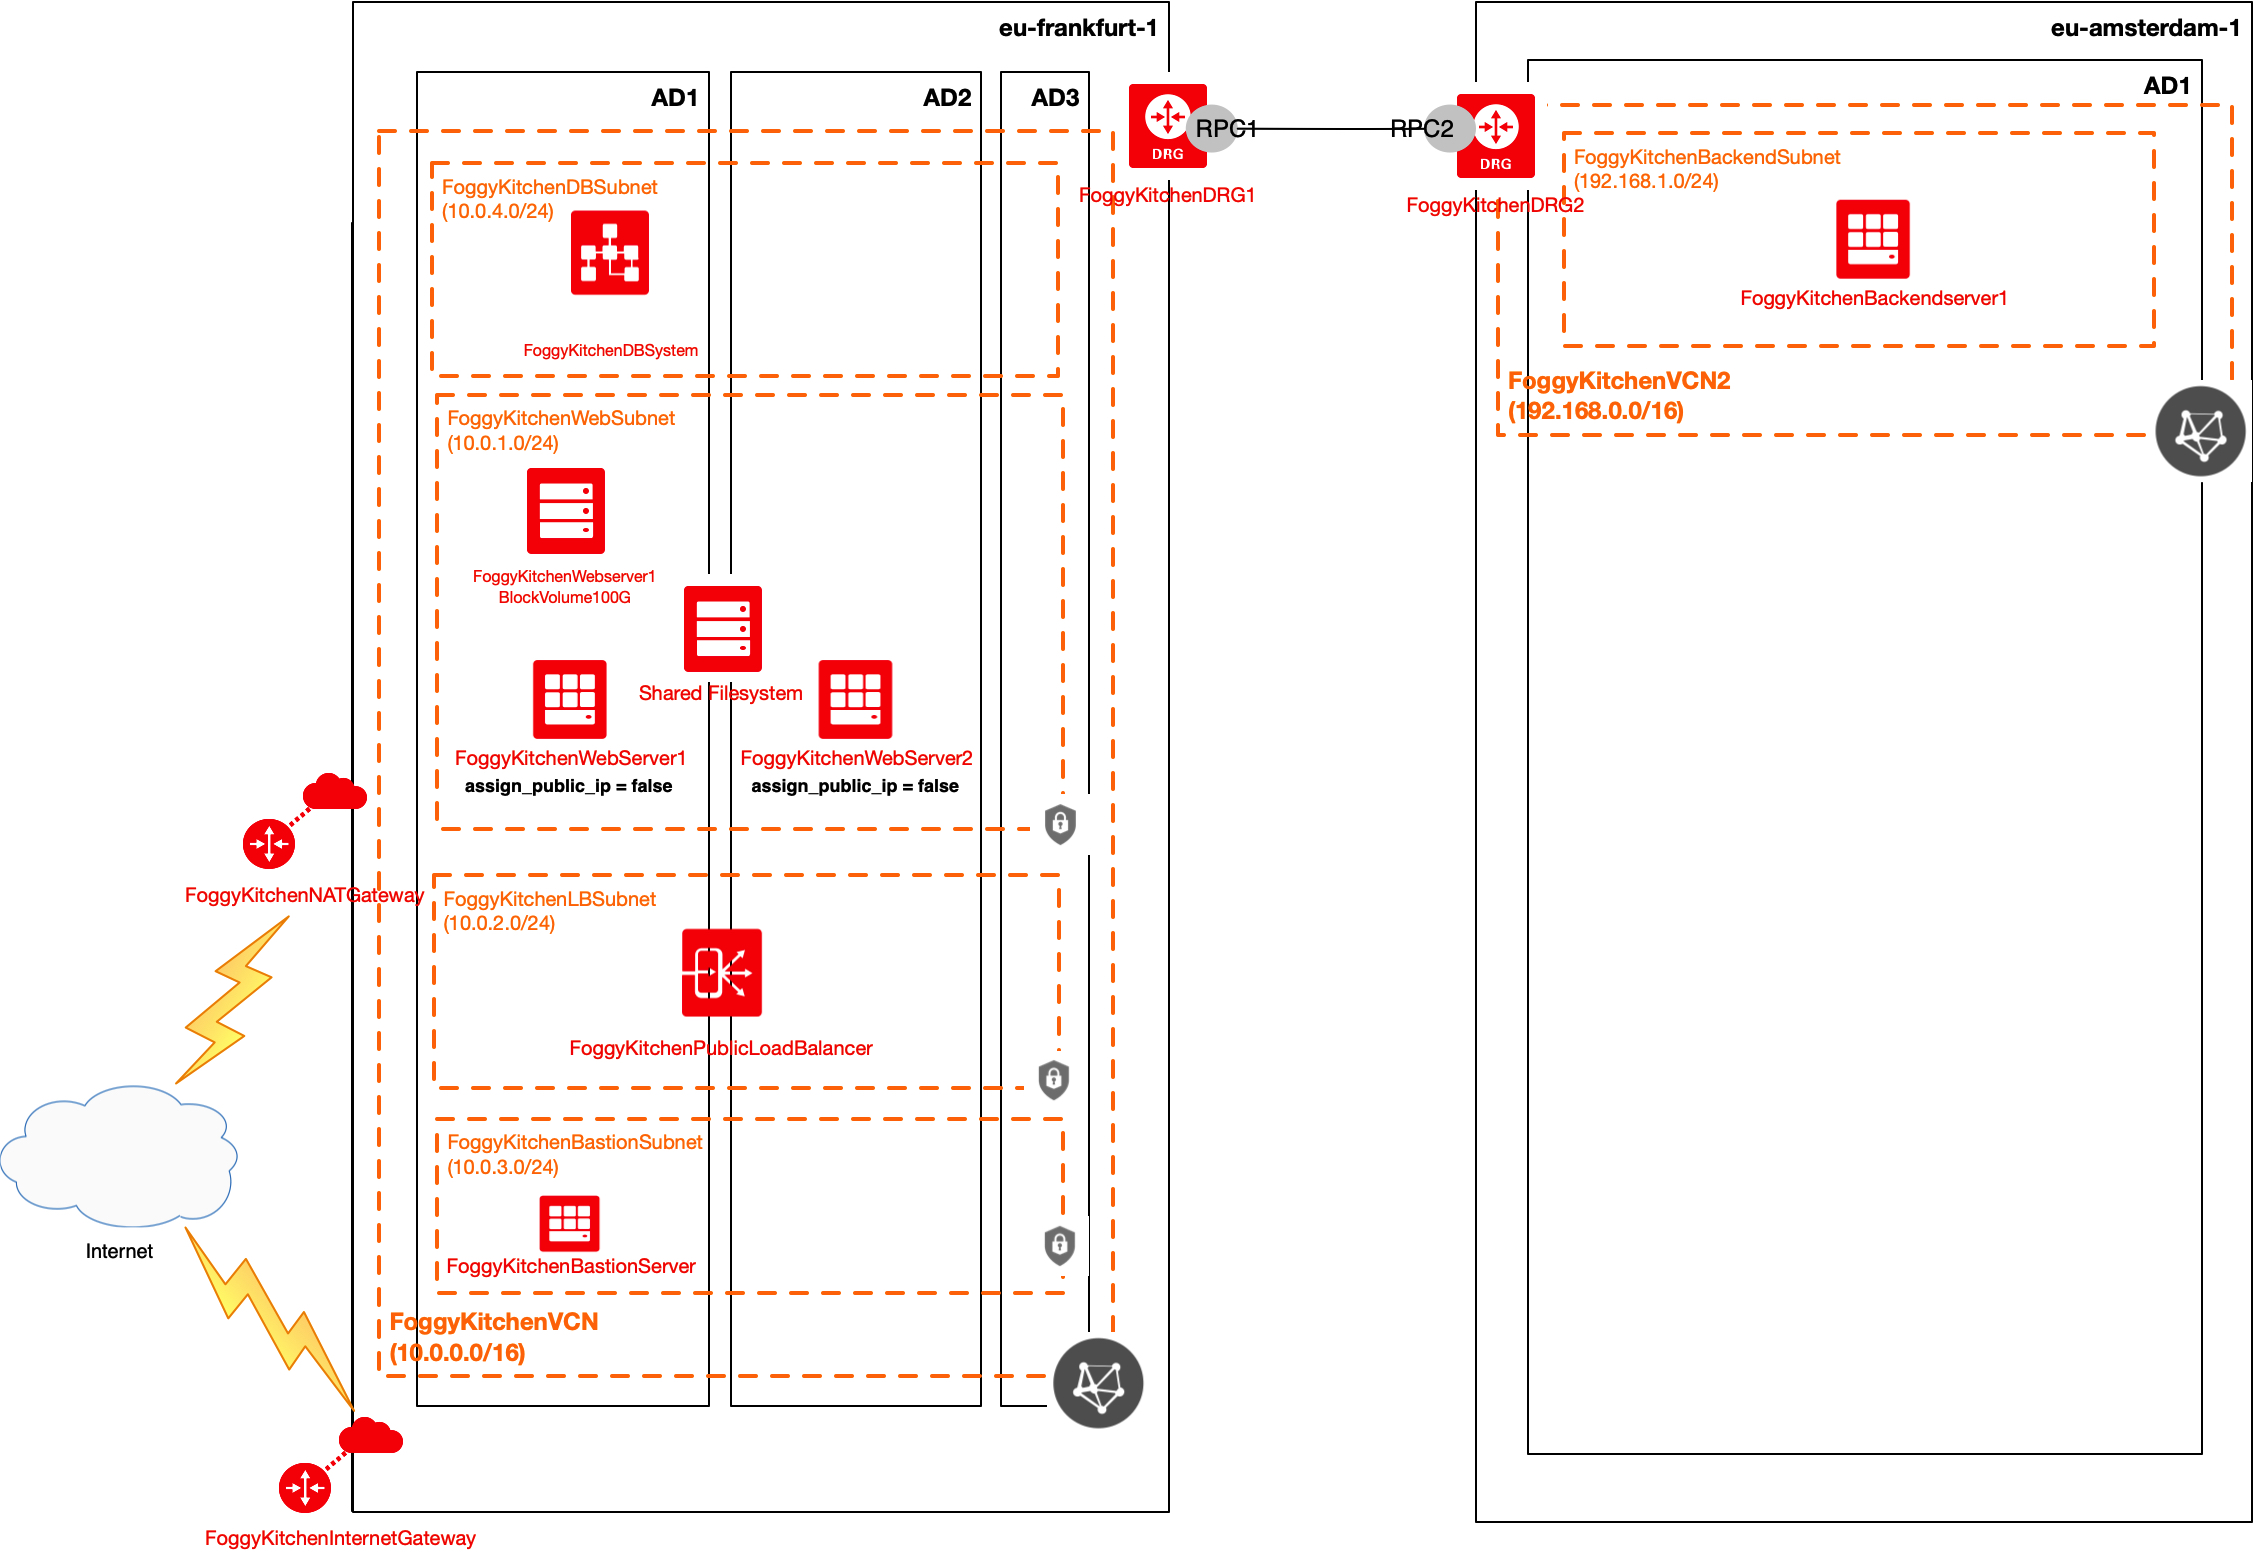 eu-frankfurt-1
AD1
AD2
AD3
DRG
RPC1
FoggyKitchenDRG1
FoggyKitchenDBSubnet
(10.0.4.0/24)
FoggyKitchenDBSystem
FoggyKitchenWebSubnet
(10.0.1.0/24)
FoggyKitchenWebserver1
BlockVolume100G
Shared Filesystem
FoggyKitchenWebServer1
assign_public_ip = false
FoggyKitchenWebServer2
assign_public_ip = false
FoggyKitchenNATGateway
FoggyKitchenLBSubnet
(10.0.2.0/24)
FoggyKitchenPublicLoadBalancer
FoggyKitchenBastionSubnet
(10.0.3.0/24)
FoggyKitchenBastionServer
Internet
FoggyKitchenVCN
(10.0.0.0/16)
FoggyKitchenInternetGateway
eu-amsterdam-1
AD1
RPC2
DRG
FoggyKitchenDRG2
FoggyKitchenBackendSubnet
(192.168.1.0/24)
FoggyKitchenBackendserver1
FoggyKitchenVCN2
(192.168.0.0/16)